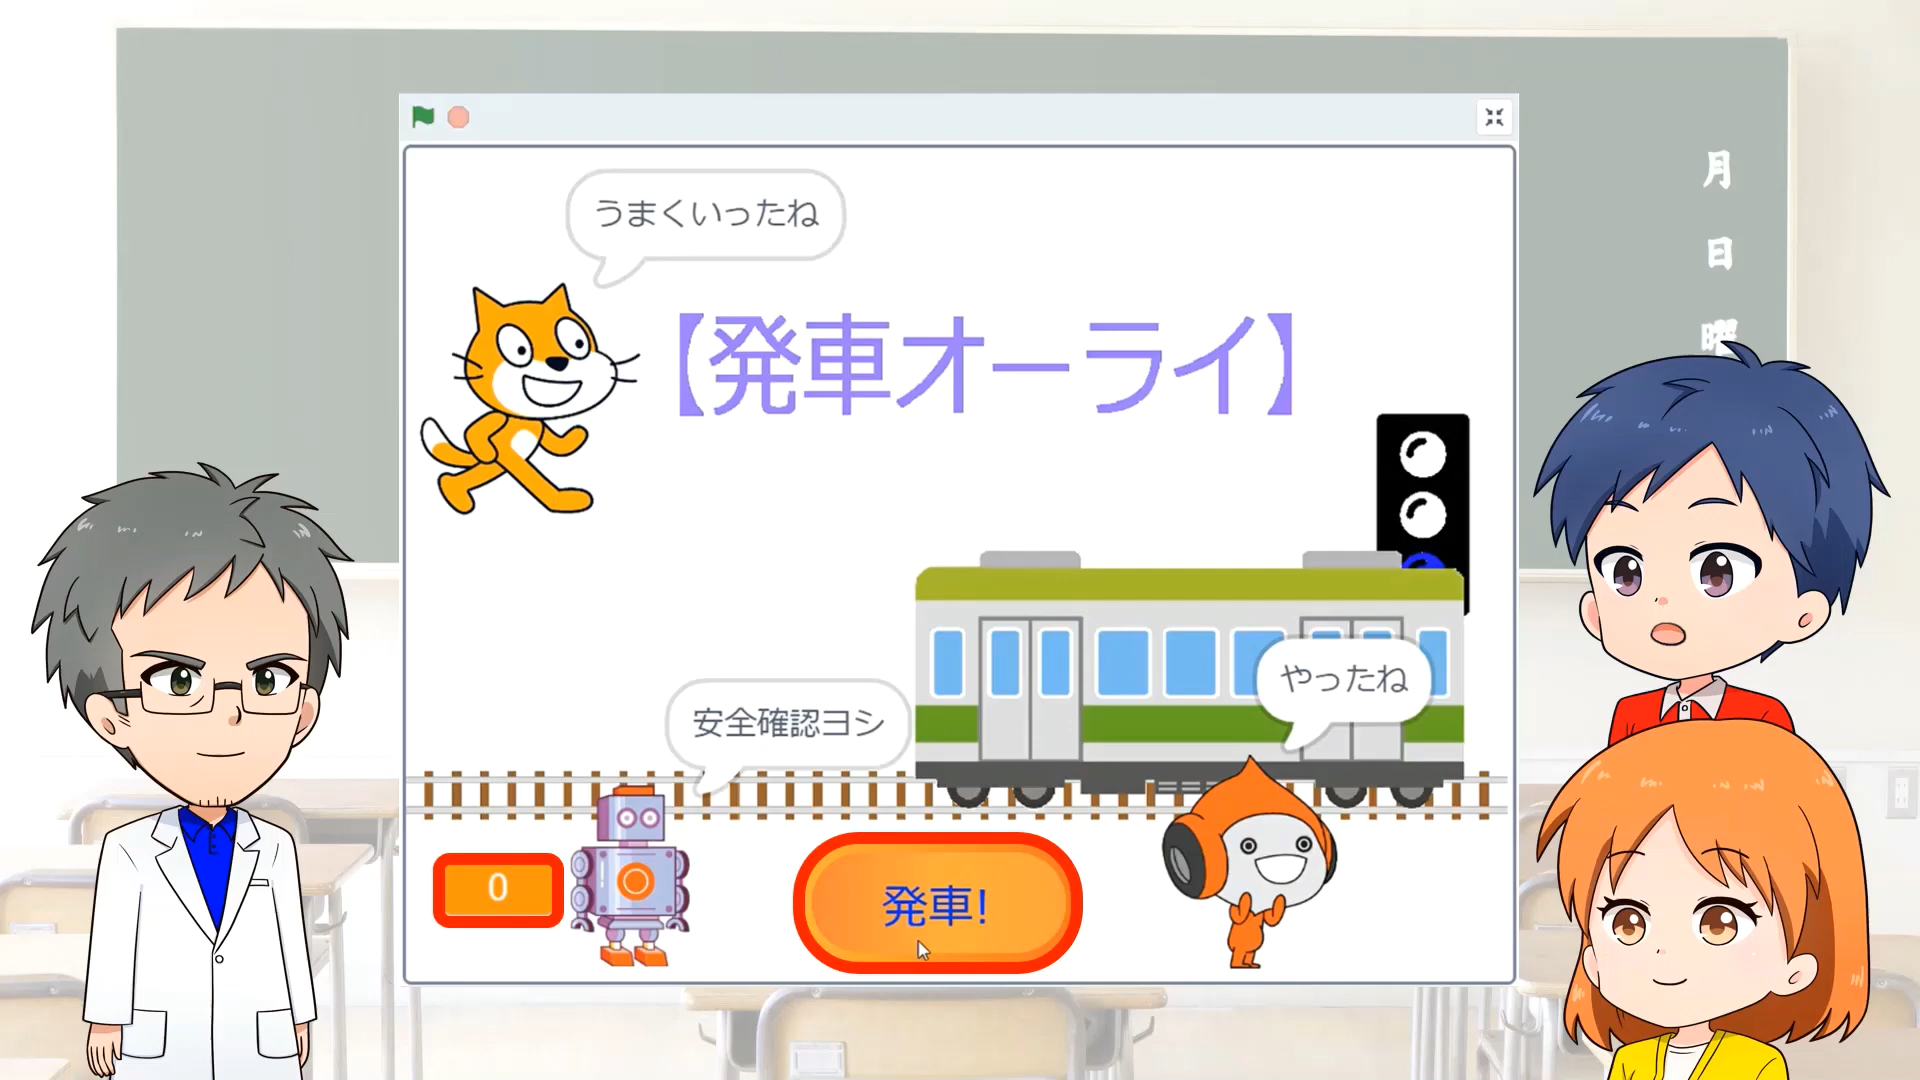 うまくいったね
【発車オーライ】
やったね
安全確認ヨシ
0
発車!
月
日
曜